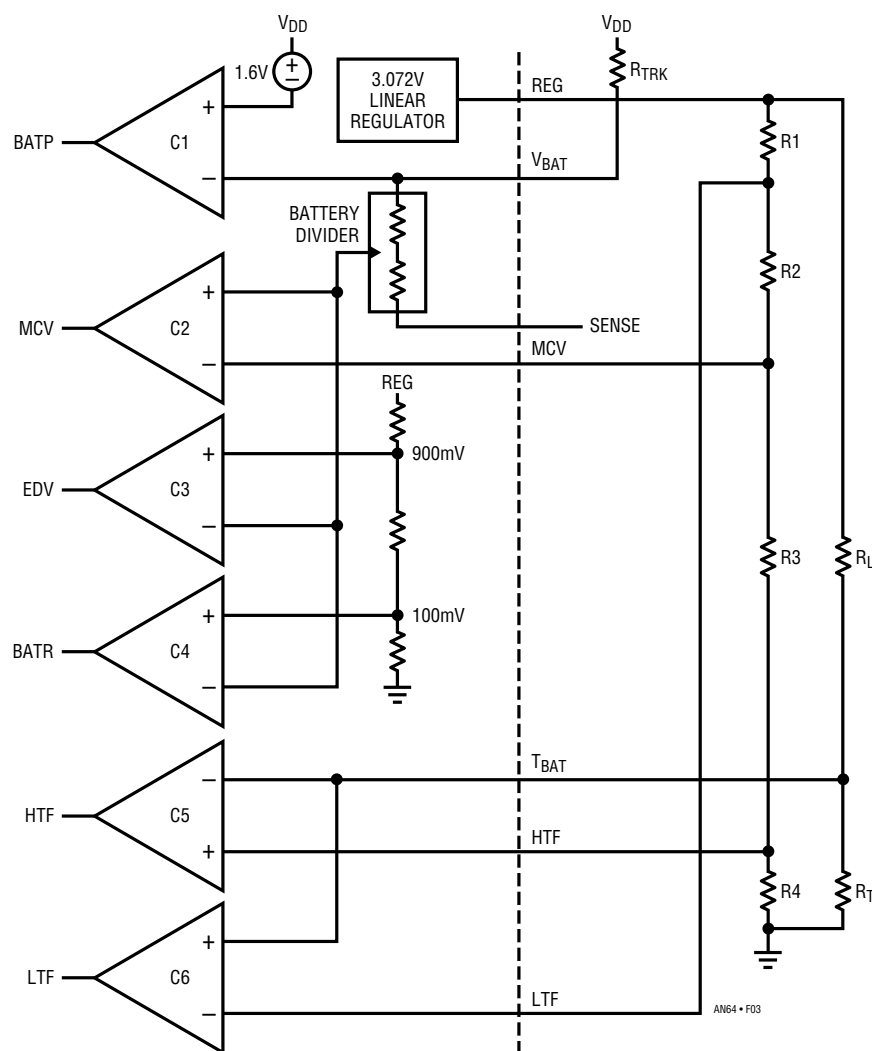 VDD
1.6V
+
−
3.072V
LINEAR
REGULATOR
VDD
RTRK
REG
BATP
C1
+
−
VBAT
R1
BATTERY
DIVIDER
R2
MCV
C2
+
−
SENSE
MCV
REG
900mV
EDV
C3
+
−
R3
RL
100mV
BATR
C4
+
−
TBAT
HTF
C5
−
+
HTF
R4
RT
LTF
C6
+
−
LTF
AN64 • F03